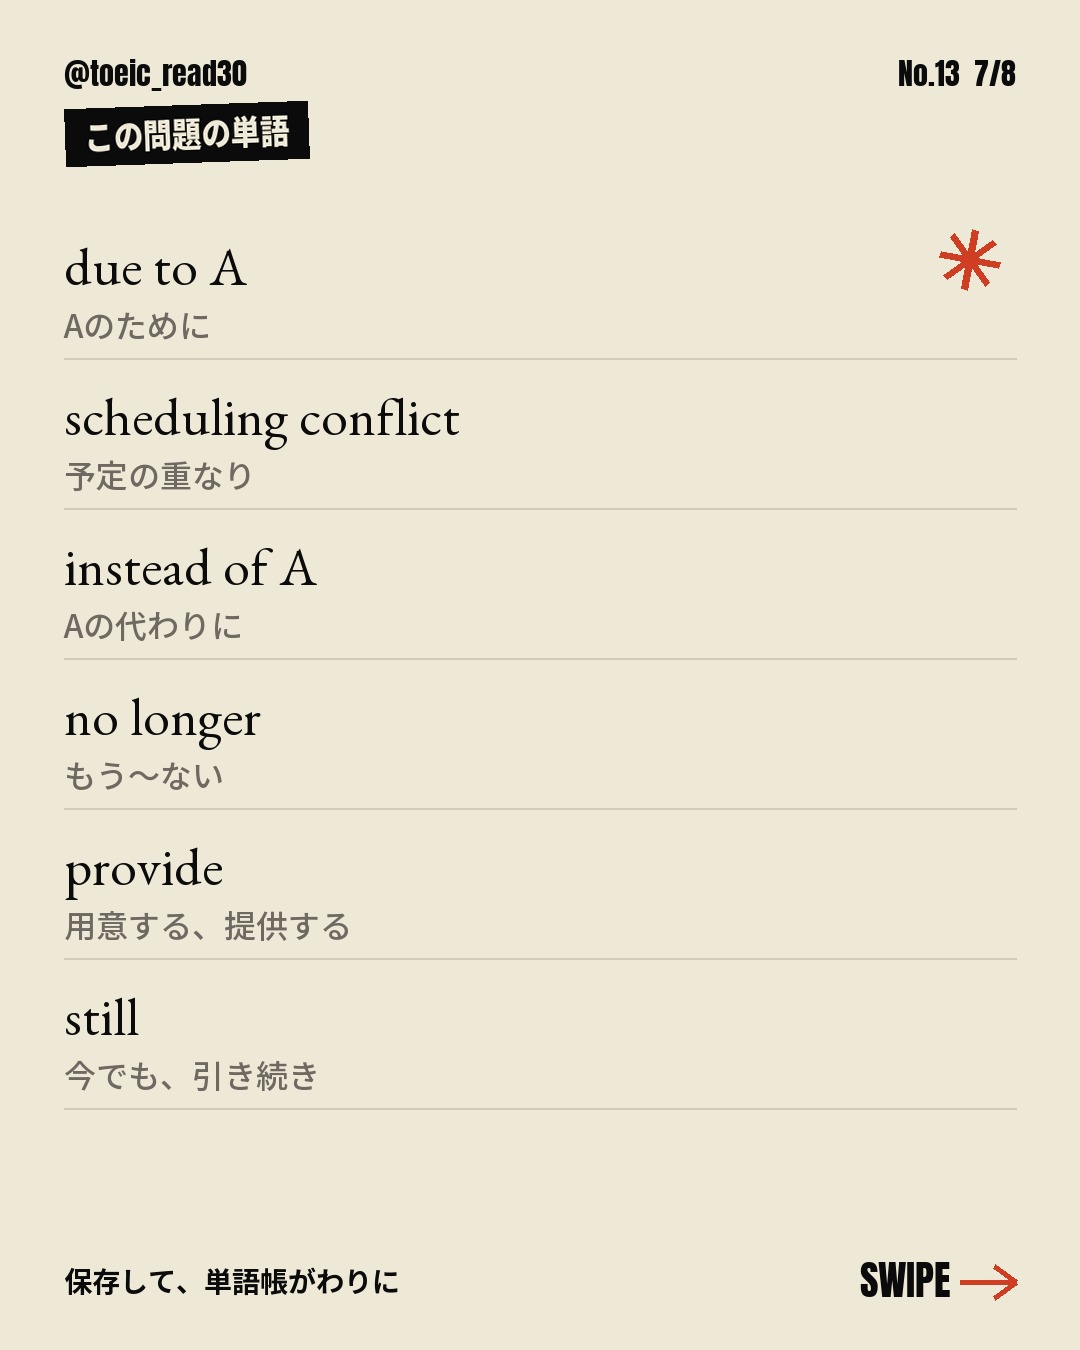 @toeic_read30
No.13 7/8
この問題の単語
due to A
Aのために
scheduling conflict
予定の重なり
instead of A
Aの代わりに
no longer
もう〜ない
provide
用意する、提供する
still
今でも、引き続き
保存して、単語帳がわりに
SWIPE